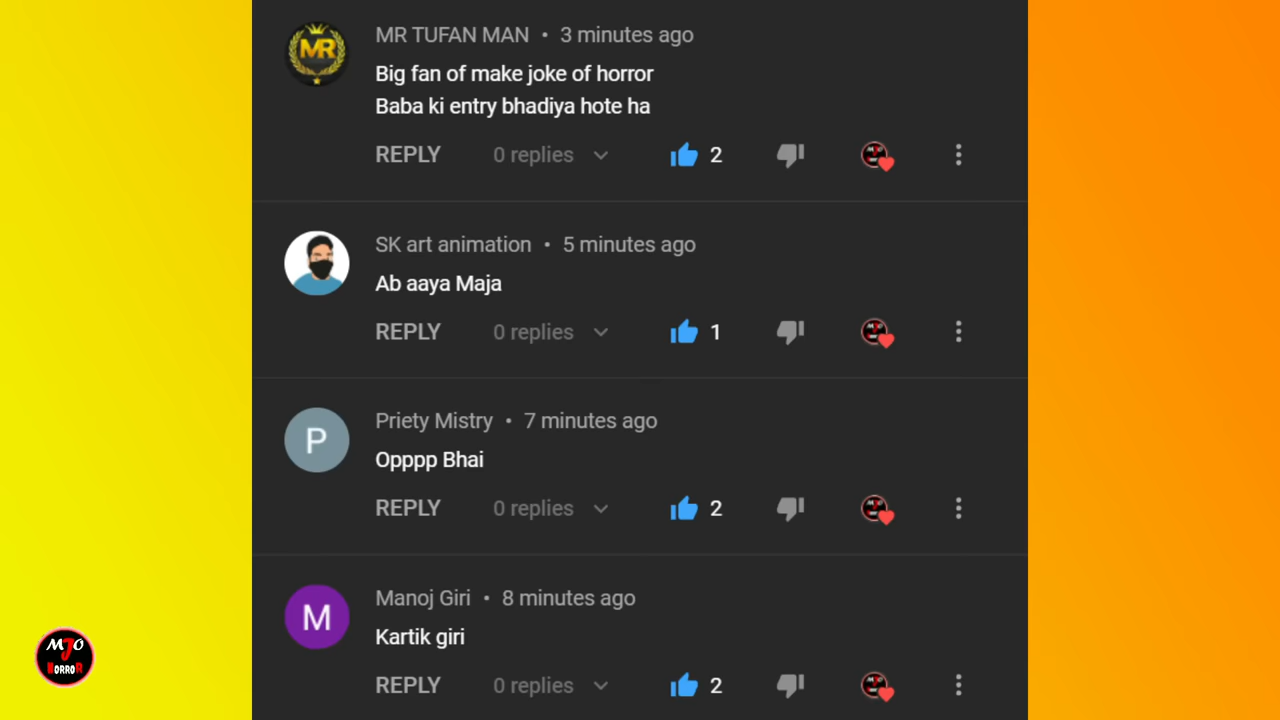 MR
MR TUFAN MAN • 3 minutes ago
Big fan of make joke of horror
Baba ki entry bhadiya hote ha
REPLY 0 replies 2
SK art animation • 5 minutes ago
Ab aaya Maja
REPLY 0 replies 1
P
Priety Mistry • 7 minutes ago
Opppp Bhai
REPLY 0 replies 2
M
Manoj Giri • 8 minutes ago
Kartik giri
REPLY 0 replies 2
MJO
HORROR